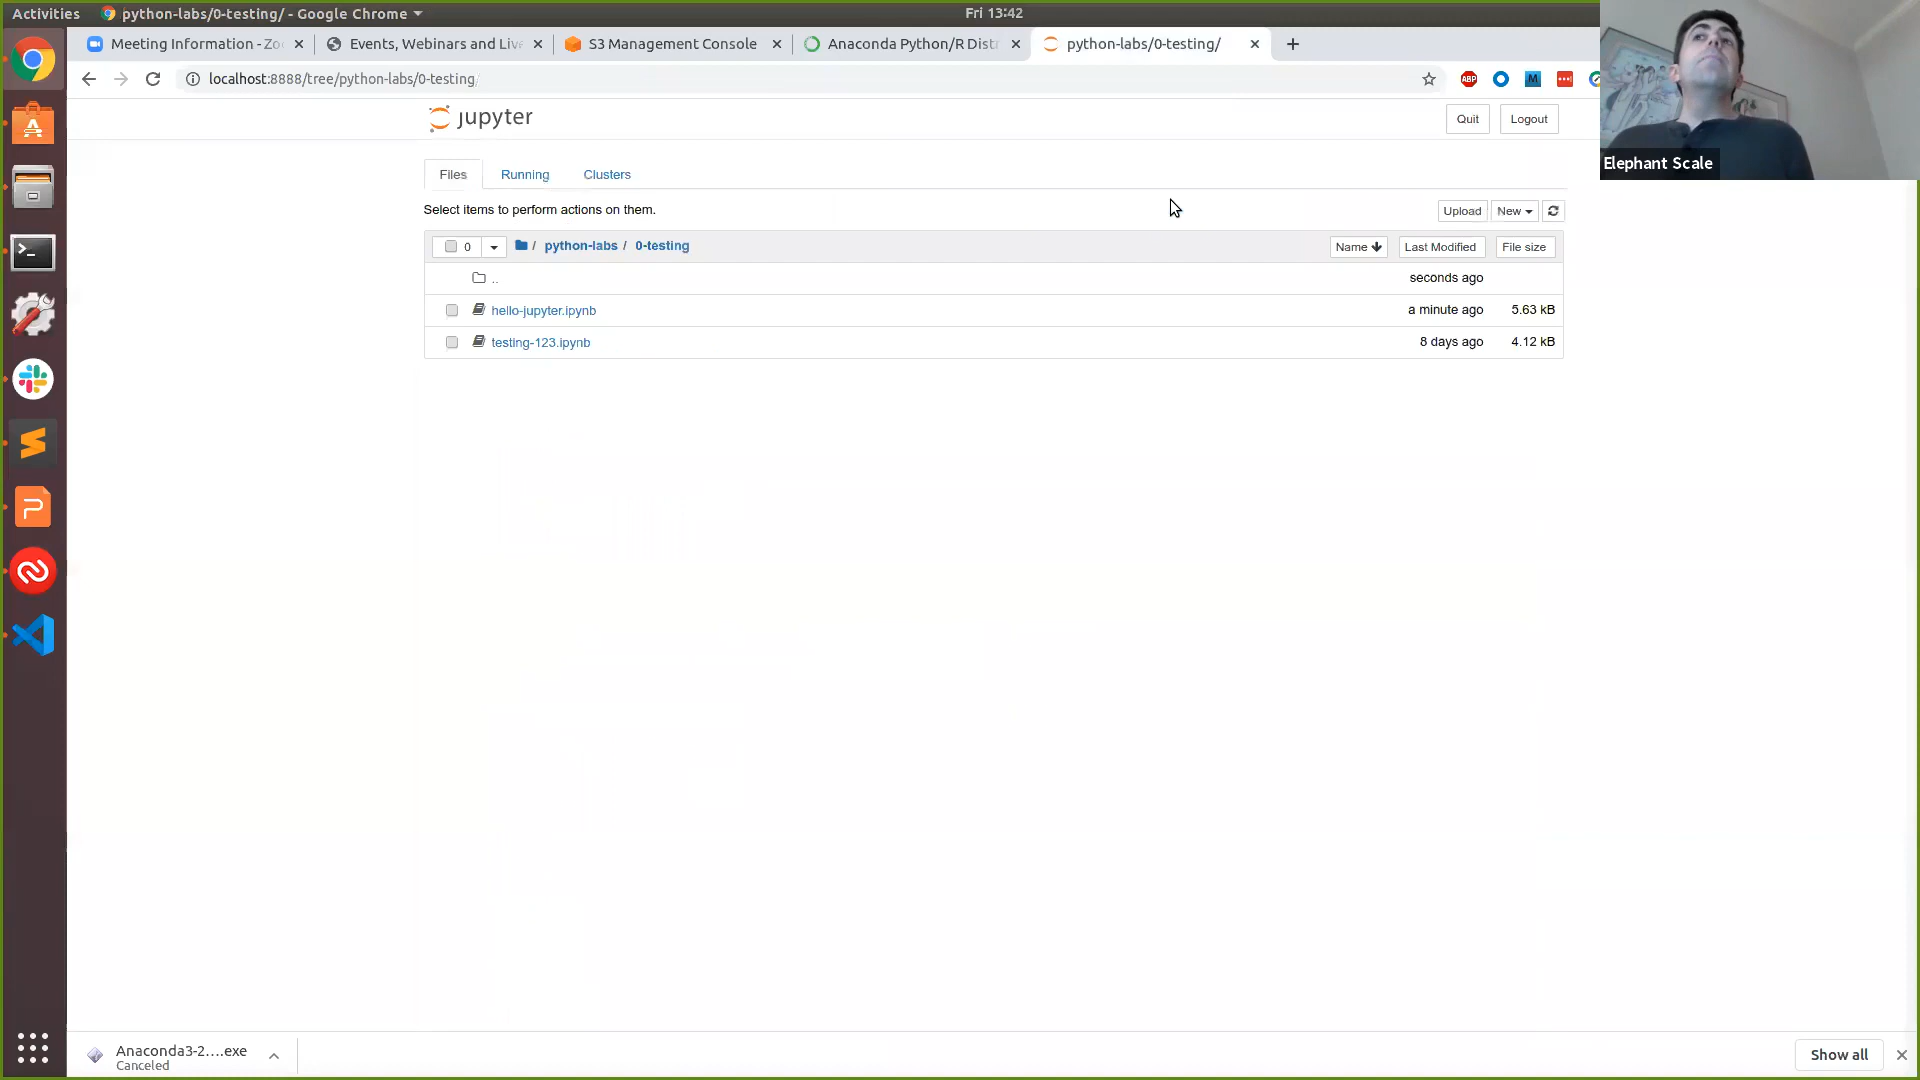 Activities python-labs/0-testing/ - Google Chrome Fri 13:42
Meeting Information - Zo Events, Webinars and Liv S3 Management Console Anaconda Python/R Distr python-labs/0-testing/
localhost:8888/tree/python-labs/0-testing/ ABP M
jupyter Quit Logout
Elephant Scale
Files Running Clusters
Select items to perform actions on them. Upload New
0 / python-labs / 0-testing Name Last Modified File size
.. seconds ago
hello-jupyter.ipynb a minute ago 5.63 kB
testing-123.ipynb 8 days ago 4.12 kB
Anaconda3-2....exe
Canceled
Show all